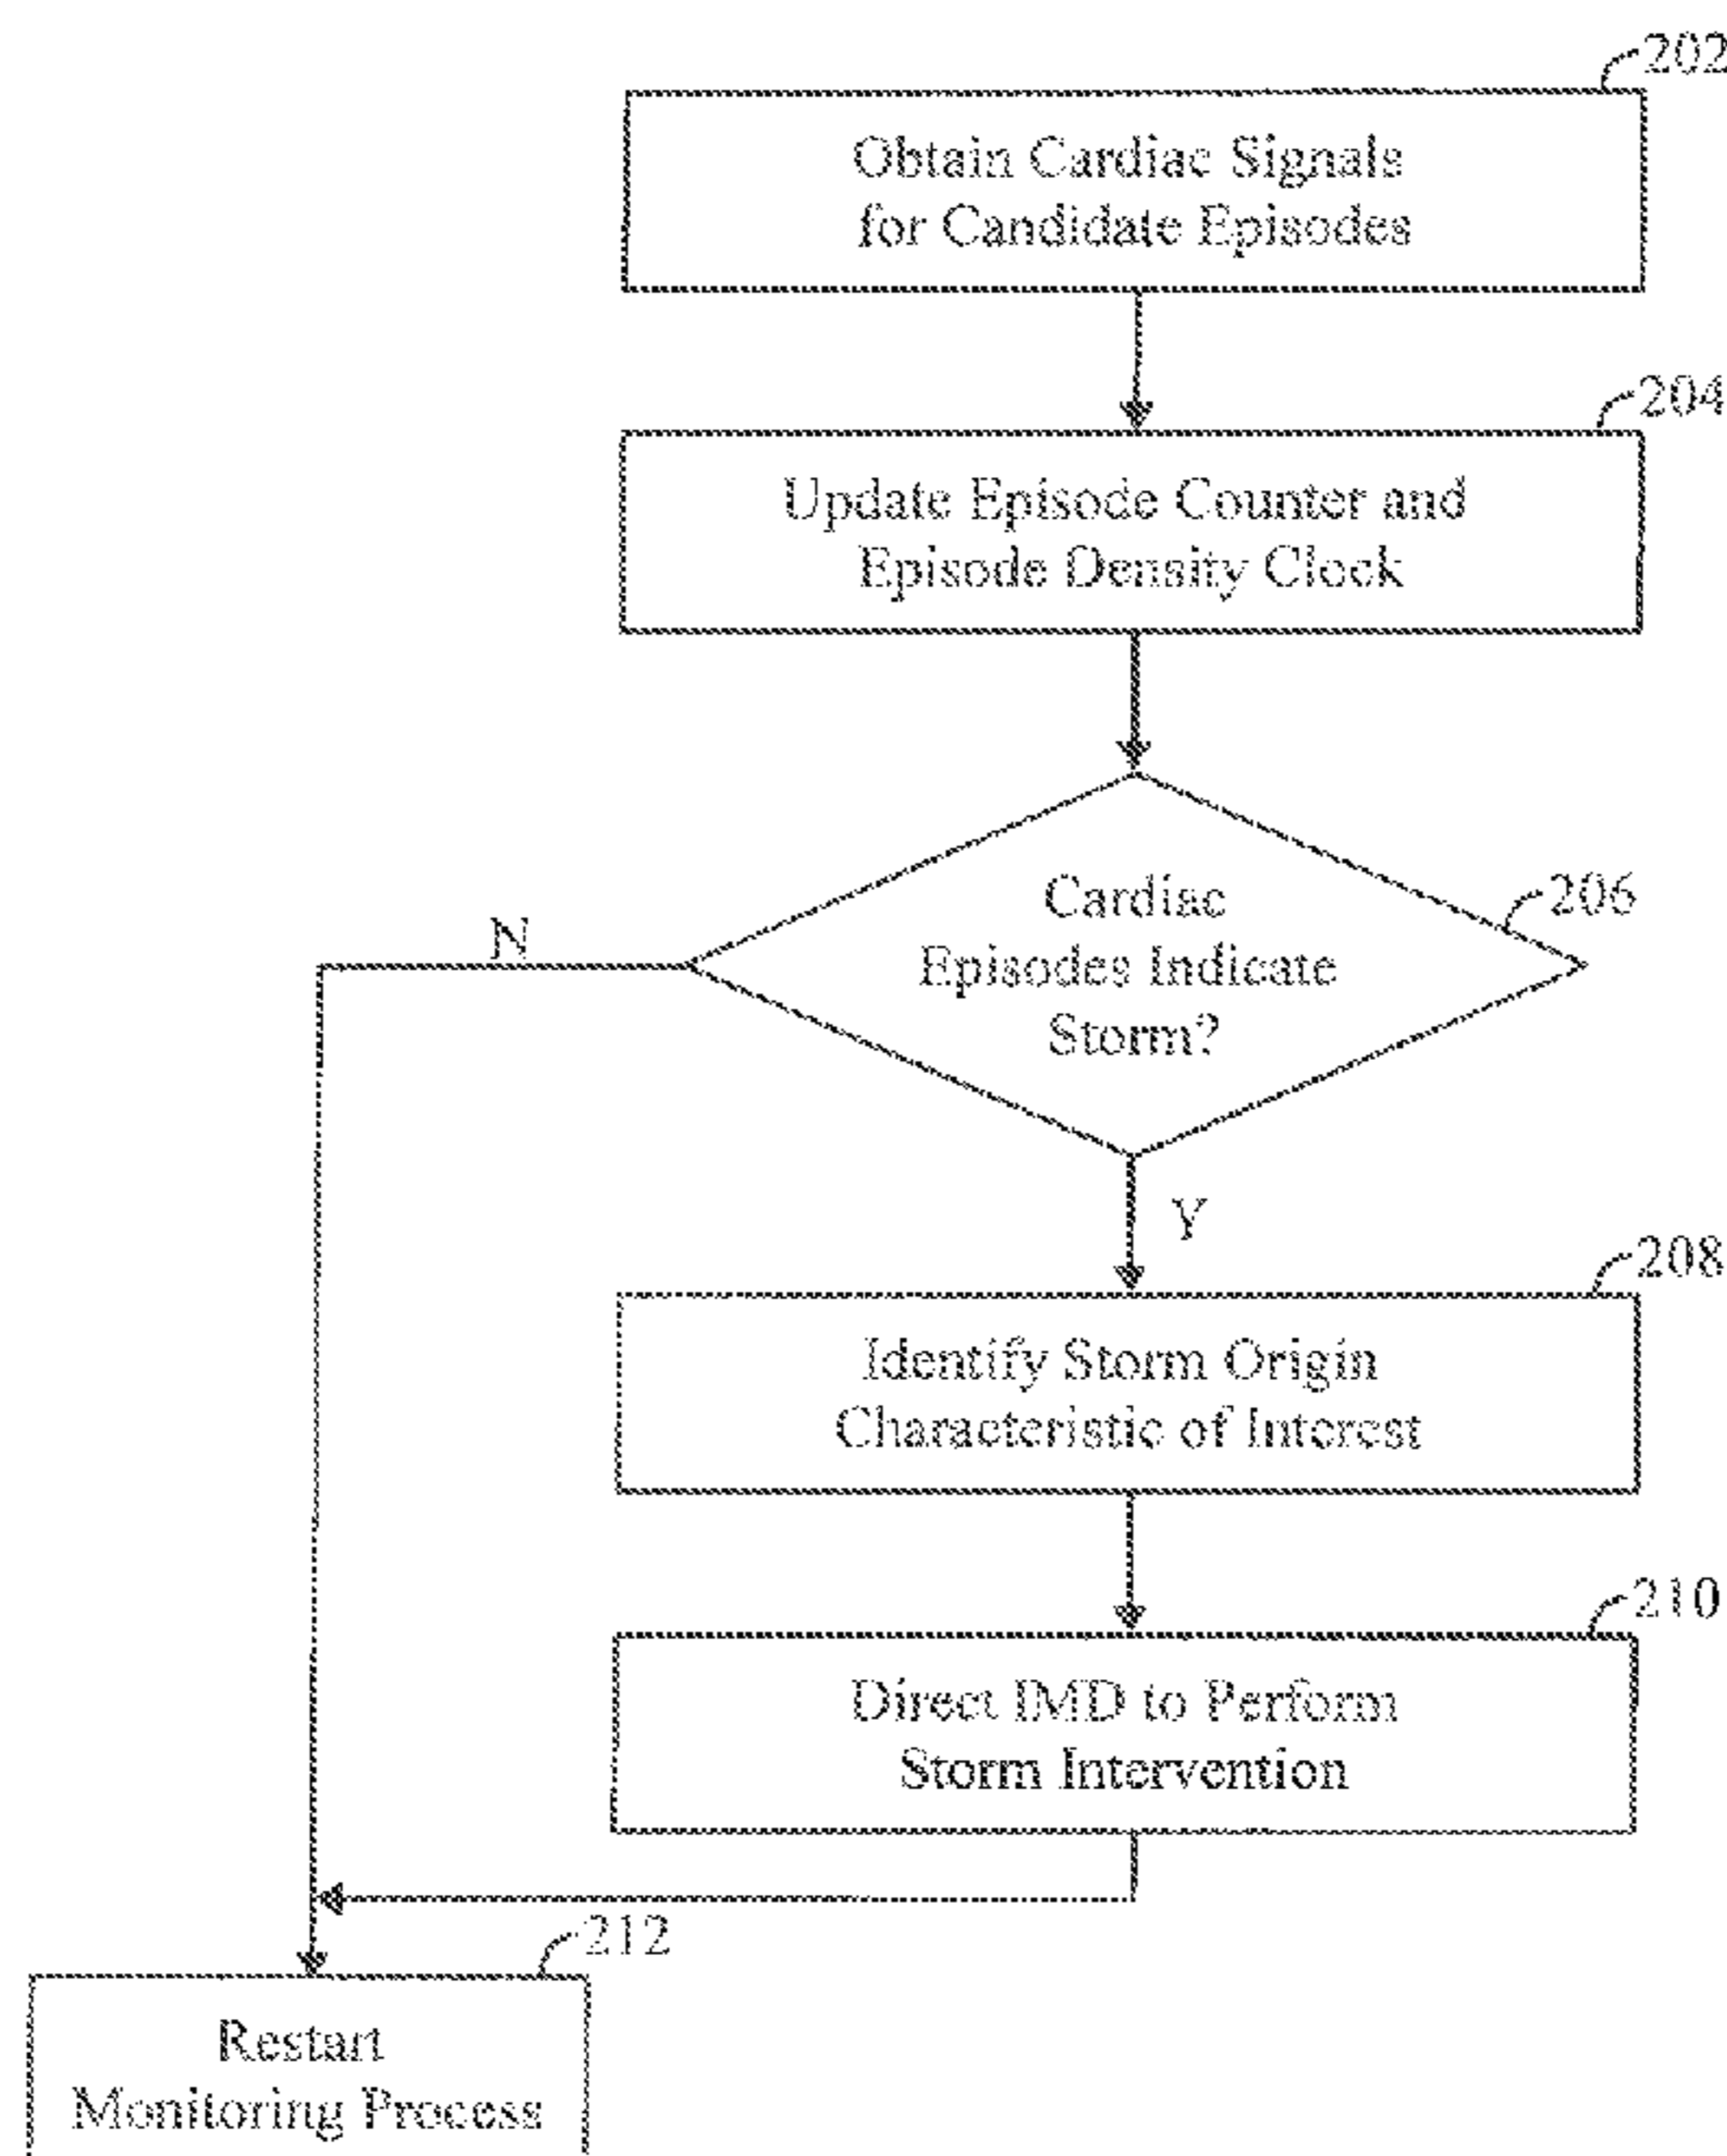 202
Obtain Cardiac Signals
for Candidate Episodes
204
Update Episode Counter and
Episode Density Clock
206
Cardiac
Episodes Indicate
Storm?
N
Y
208
Identify Storm Origin
Characteristic of Interest
210
Direct IMD to Perform
Storm Intervention
212
Restart
Monitoring Process